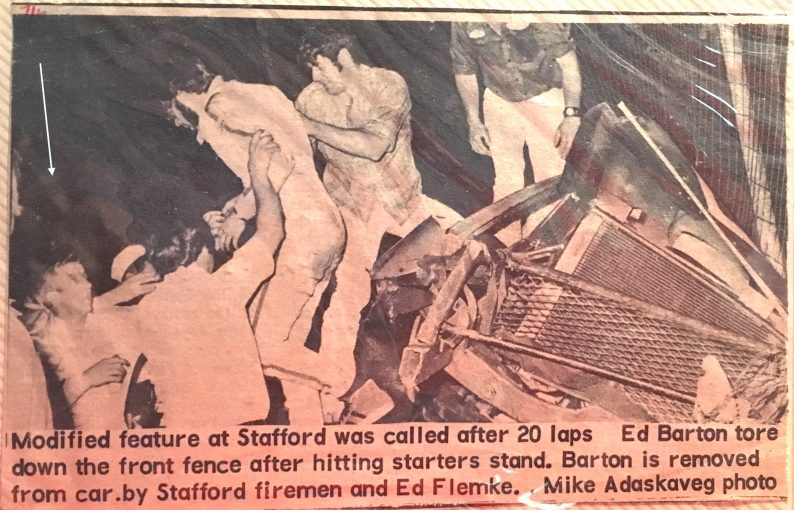 Modified feature at Stafford was called after 20 laps Ed Barton tore
down the front fence after hitting starters stand. Barton is removed
from car.by Stafford firemen and Ed Flemke. Mike Adaskaveg photo